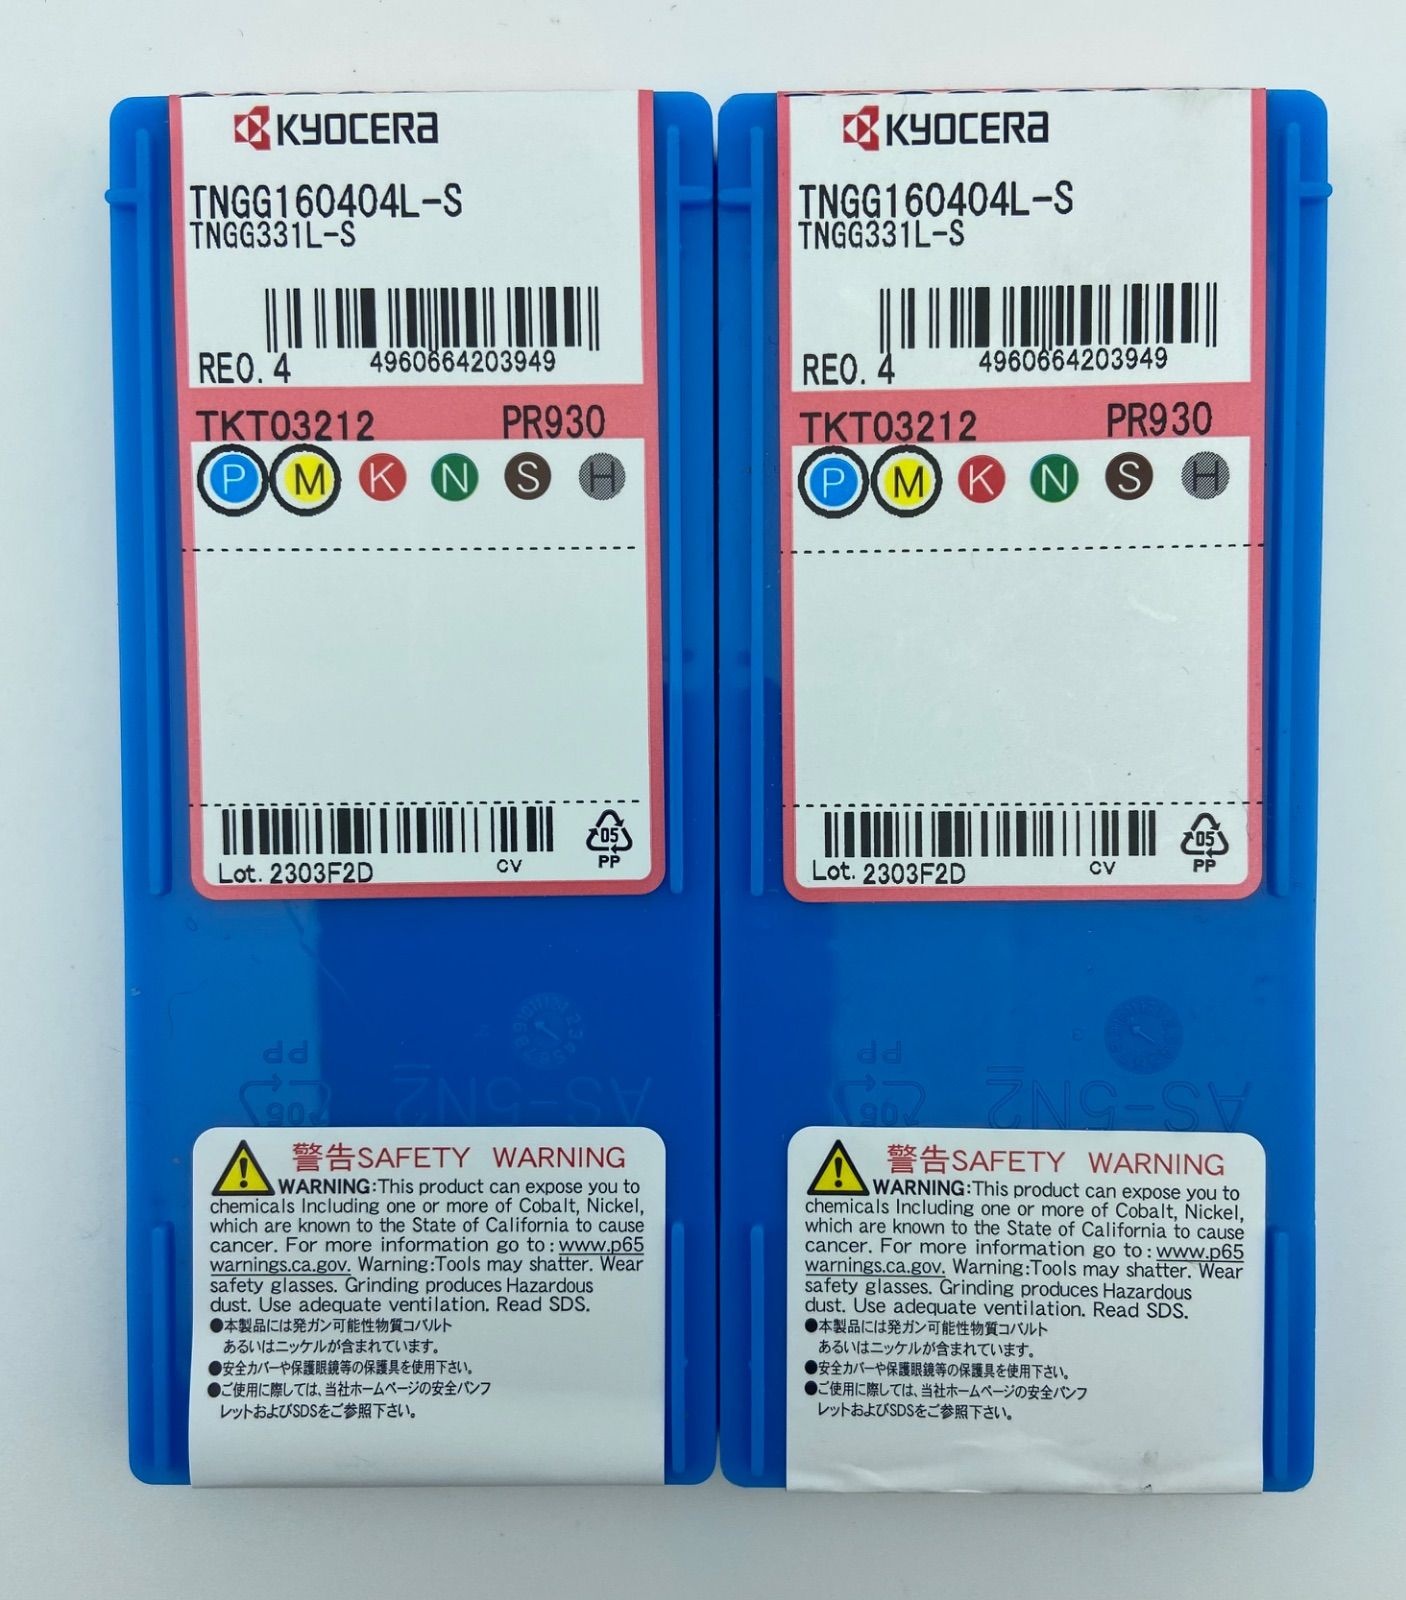 KYOCERA
TNGG160404L-S
TNGG331L-S
REO. 4
4960664203949
TKT03212 PR930
P M K N S H
Lot. 2303F2D
CV
05
PP
PP
05
AS-5N2
警告SAFETY WARNING
WARNING:This product can expose you to
chemicals Including one or more of Cobalt, Nickel,
which are known to the State of California to cause
cancer. For more information go to: www.p65
warnings.ca.gov. Warning:Tools may shatter. Wear
safety glasses. Grinding produces Hazardous
dust. Use adequate ventilation. Read SDS.
●本製品には発ガン可能性物質コバルト
あるいはニッケルが含まれています。
●安全カバーや保護眼鏡等の保護具を使用下さい。
●ご使用に際しては、当社ホームページの安全パンフ
レットおよびSDSをご参照下さい。
KYOCERA
TNGG160404L-S
TNGG331L-S
REO. 4
4960664203949
TKT03212 PR930
P M K N S H
Lot. 2303F2D
CV
05
PP
PP
05
AS-5N2
警告SAFETY WARNING
WARNING:This product can expose you to
chemicals Including one or more of Cobalt, Nickel,
which are known to the State of California to cause
cancer. For more information go to: www.p65
warnings.ca.gov. Warning:Tools may shatter. Wear
safety glasses. Grinding produces Hazardous
dust. Use adequate ventilation. Read SDS.
●本製品には発ガン可能性物質コバルト
あるいはニッケルが含まれています。
●安全カバーや保護眼鏡等の保護具を使用下さい。
●ご使用に際しては、当社ホームページの安全パンフ
レットおよびSDSをご参照下さい。